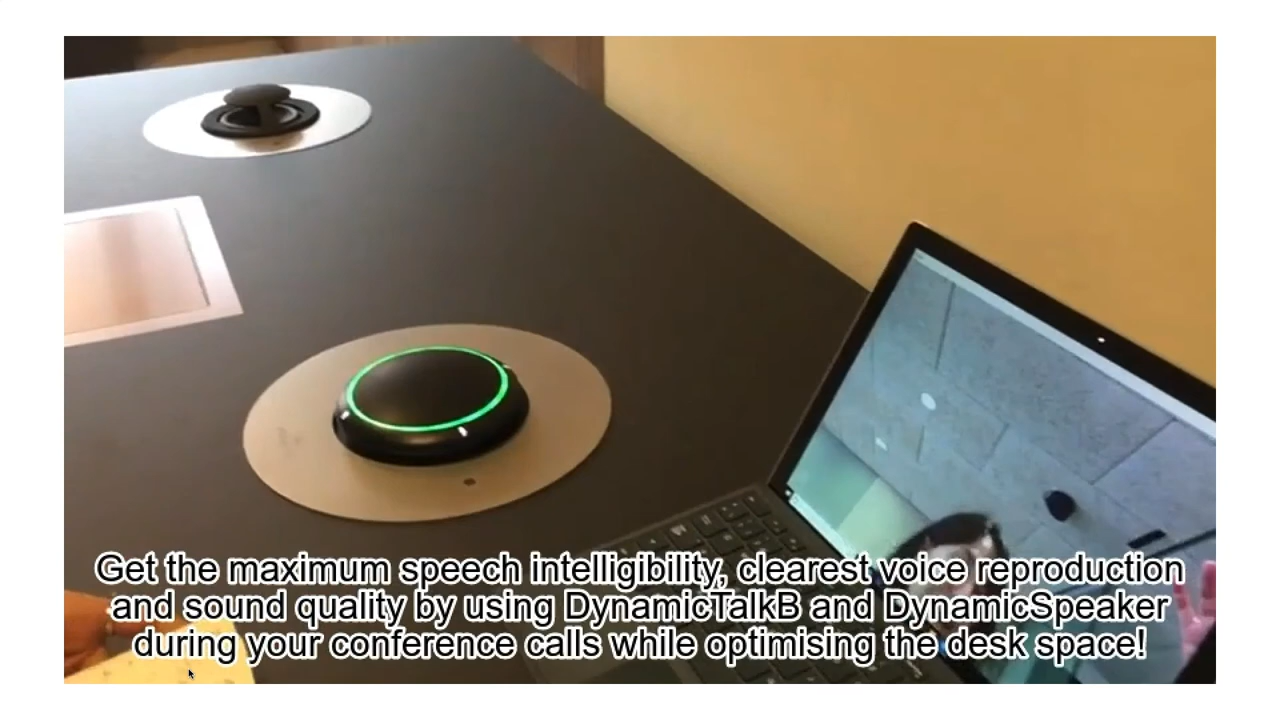 Get the maximum speech intelligibility, clearest voice reproduction
and sound quality by using DynamicTalkB and DynamicSpeaker
during your conference calls while optimising the desk space!